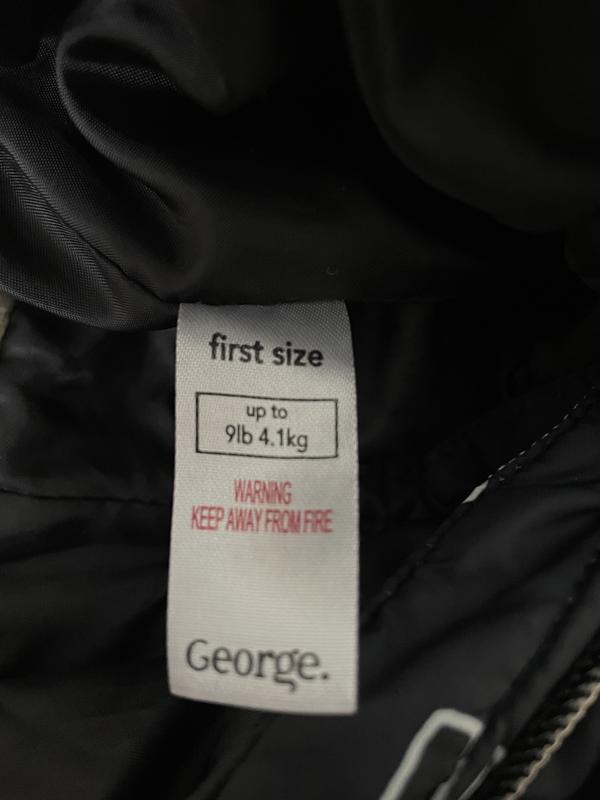 first size
up to
9lb 4.1kg
WARNING
KEEP AWAY FROM FIRE
George.